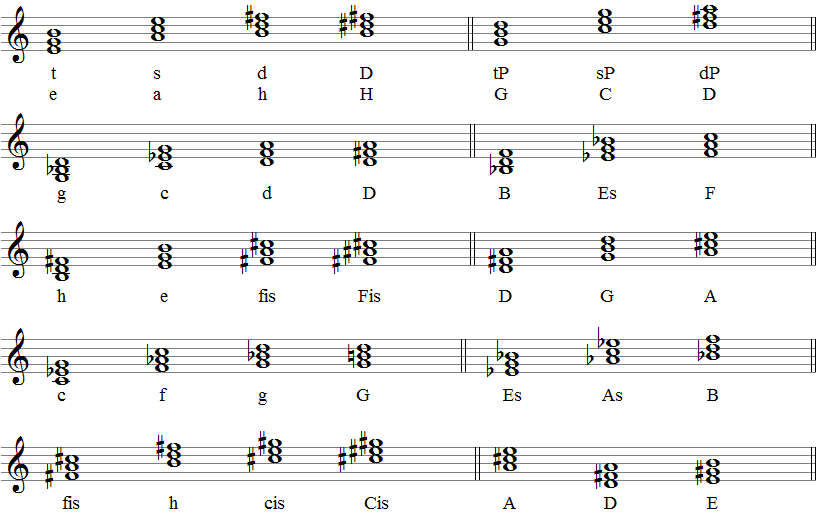 t s d D tP sP dP
e a h H G C D
g c d D B Es F
h e fis Fis D G A
c f g G Es As B
fis h cis Cis A D E